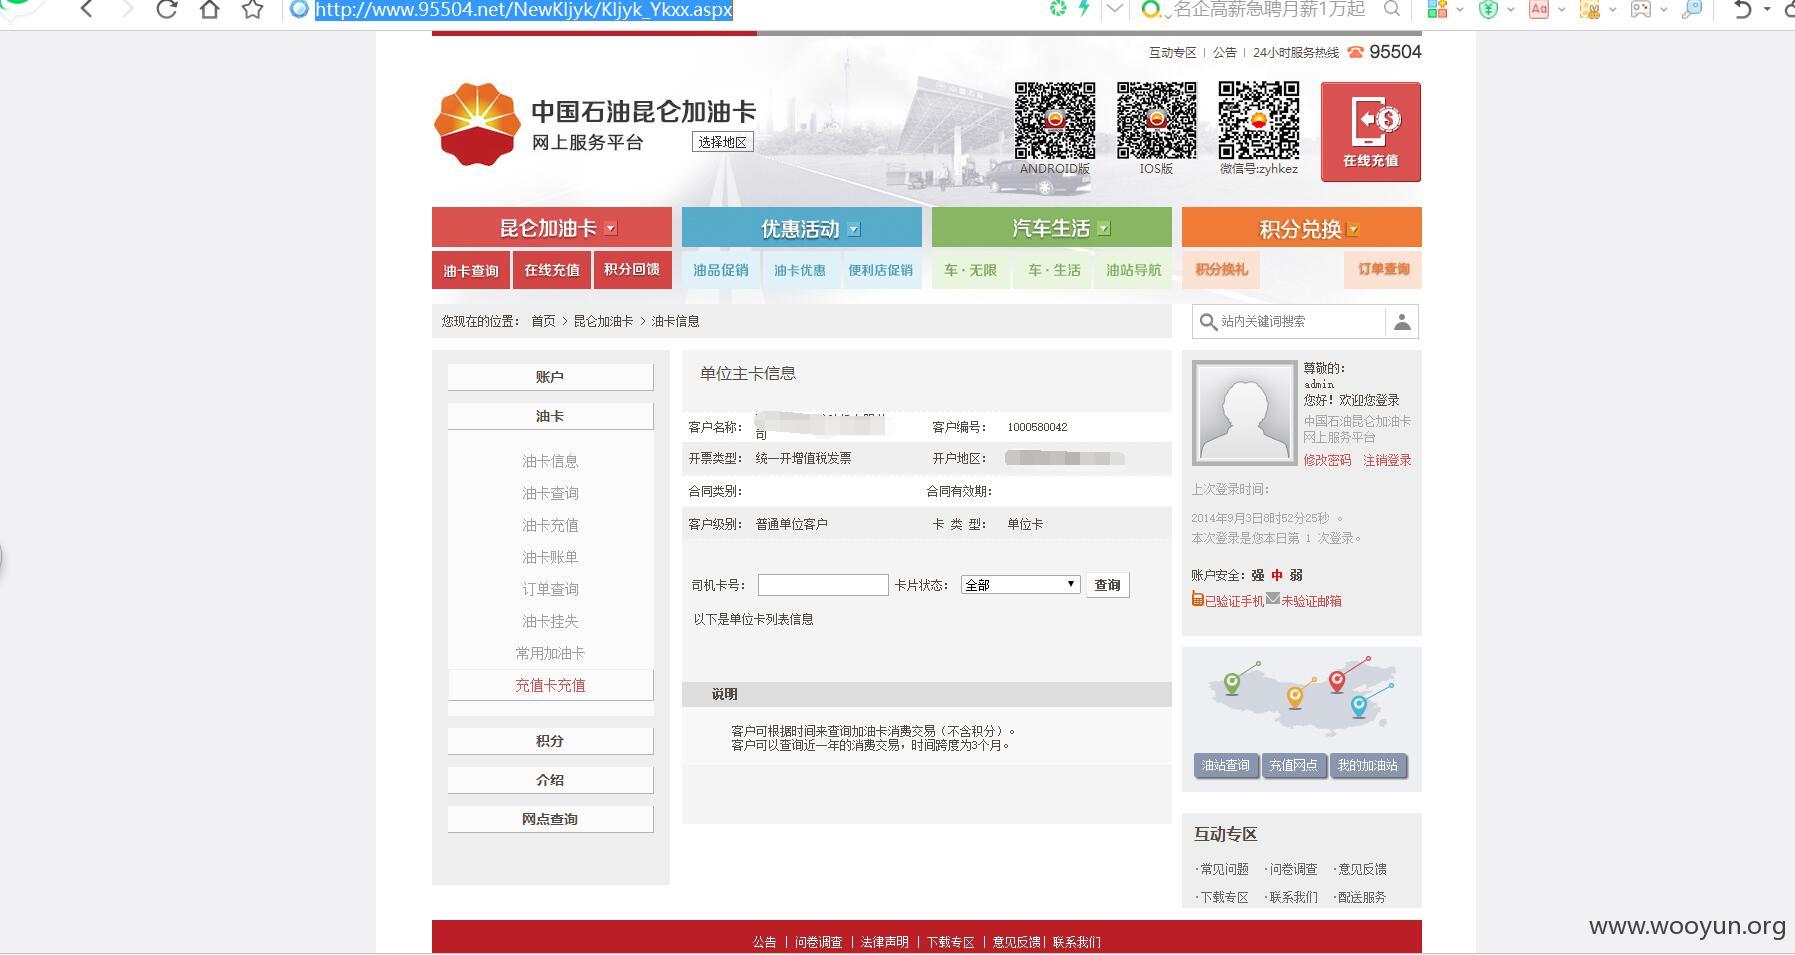 http://www.95504.net/NewKljyk/Kljyk_Ykxx.aspx
名企高薪急聘月薪1万起
互动专区 | 公告 | 24小时服务热线 95504
中国石油昆仑加油卡
网上服务平台 选择地区
ANDROID版 IOS版 微信号:zyhkez 在线充值
昆仑加油卡 优惠活动 汽车生活 积分兑换
油卡查询 在线充值 积分回馈 油品促销 油卡优惠 便利店促销 车·无限 车·生活 油站导航 积分换礼 订单查询
您现在的位置： 首页 > 昆仑加油卡 > 油卡信息
站内关键词搜索
账户
油卡
油卡信息
油卡查询
油卡充值
油卡账单
订单查询
油卡挂失
常用加油卡
充值卡充值
积分
介绍
网点查询
单位主卡信息
客户名称： 司 客户编号： 1000580042
开票类型： 统一开增值税发票 开户地区：
合同类别： 合同有效期：
客户级别： 普通单位客户 卡 类 型： 单位卡
司机卡号： 卡片状态： 全部 查询
以下是单位卡列表信息
说明
客户可根据时间来查询加油卡消费交易（不含积分）。
客户可以查询近一年的消费交易，时间跨度为3个月。
尊敬的：
admin
您好！欢迎您登录
中国石油昆仑加油卡
网上服务平台
修改密码 注销登录
上次登录时间：
2014年9月3日8时52分25秒 。
本次登录是您本日第 1 次登录。
账户安全：强 中 弱
已验证手机 未验证邮箱
油站查询 充值网点 我的加油站
互动专区
·常见问题 ·问卷调查 ·意见反馈
·下载专区 ·联系我们 ·配送服务
公告 | 问卷调查 | 法律声明 | 下载专区 | 意见反馈| 联系我们
www.wooyun.org